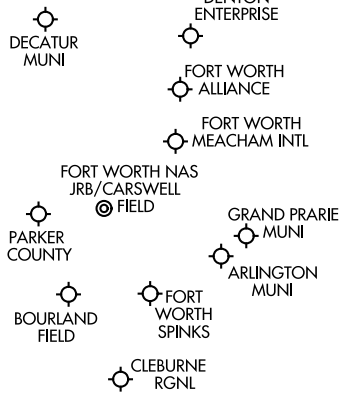 DENTON
ENTERPRISE
DECATUR
MUNI
FORT WORTH
ALLIANCE
FORT WORTH
MEACHAM INTL
FORT WORTH NAS
JRB/CARSWELL
FIELD
GRAND PRARIE
MUNI
PARKER
COUNTY
ARLINGTON
MUNI
BOURLAND
FIELD
FORT
WORTH
SPINKS
CLEBURNE
RGNL